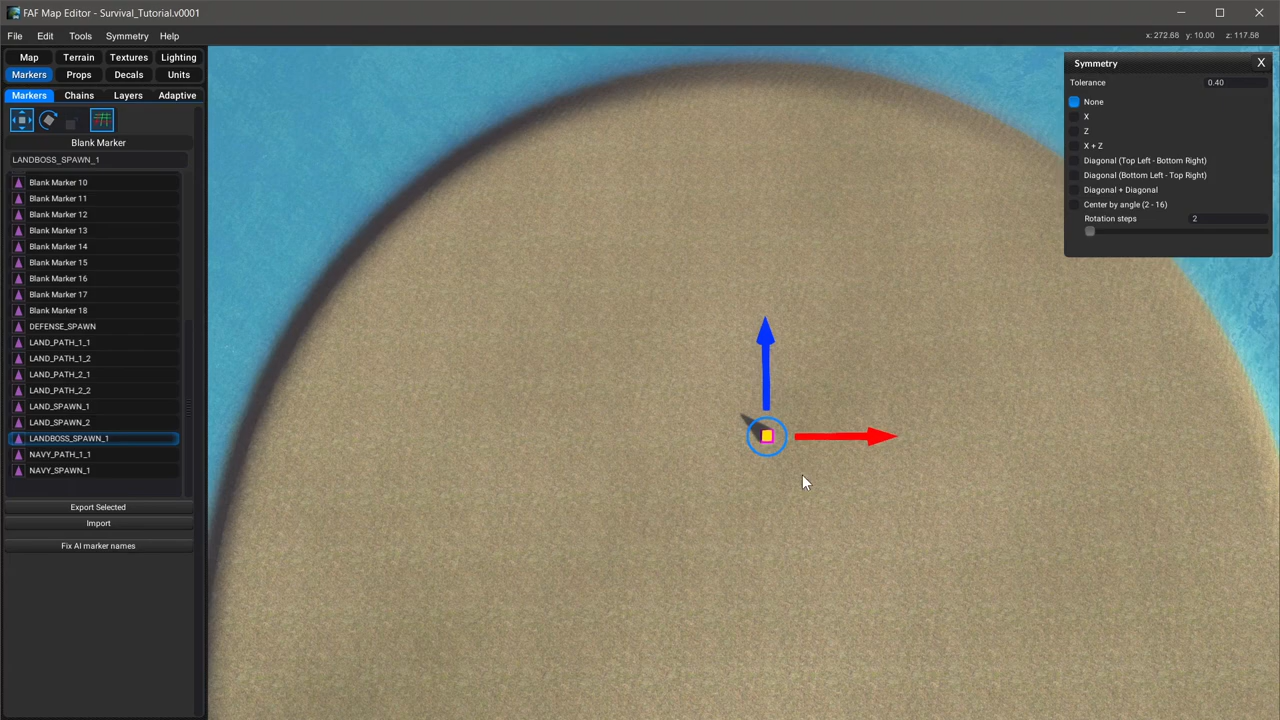 FAF Map Editor - Survival_Tutorial.v0001
File Edit Tools Symmetry Help
x: 272.68 y: 10.00 z: 117.58
Map Terrain Textures Lighting
Markers Props Decals Units
Markers Chains Layers Adaptive
Blank Marker
LANDBOSS_SPAWN_1
Blank Marker 10
Blank Marker 11
Blank Marker 12
Blank Marker 13
Blank Marker 14
Blank Marker 15
Blank Marker 16
Blank Marker 17
Blank Marker 18
DEFENSE_SPAWN
LAND_PATH_1_1
LAND_PATH_1_2
LAND_PATH_2_1
LAND_PATH_2_2
LAND_SPAWN_1
LAND_SPAWN_2
LANDBOSS_SPAWN_1
NAVY_PATH_1_1
NAVY_SPAWN_1
Export Selected
Import
Fix AI marker names
Symmetry X
Tolerance 0.40
None
X
Z
X + Z
Diagonal (Top Left - Bottom Right)
Diagonal (Bottom Left - Top Right)
Diagonal + Diagonal
Center by angle (2 - 16)
Rotation steps 2